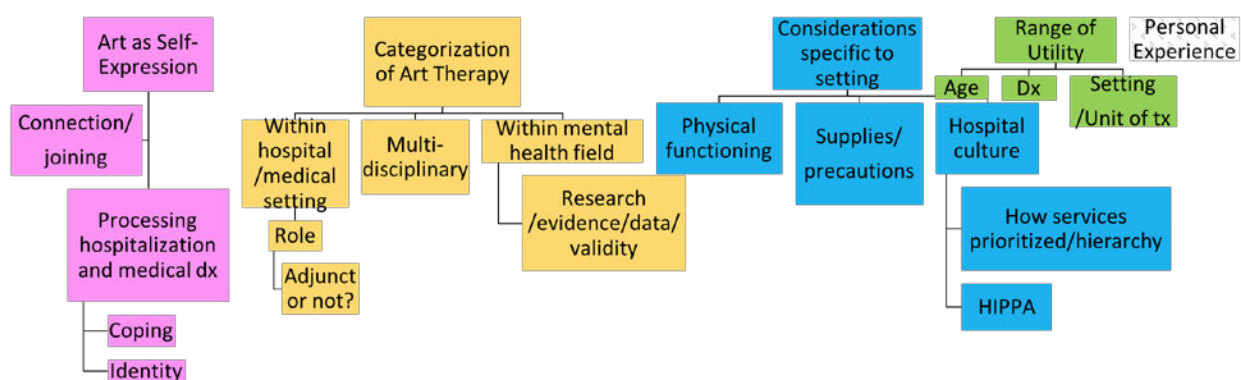 Art as Self-
Expression
Connection/
joining
Processing
hospitalization
and medical dx
Coping
Identity
Categorization
of Art Therapy
Within
hospital
/medical
setting
Role
Adjunct
or not?
Multi-
disciplinary
Within mental
health field
Research
/evidence/data/
validity
Considerations
specific to
setting
Physical
functioning
Supplies/
precautions
Hospital
culture
How services
prioritized/hierarchy
HIPPA
Range of
Utility
Age
Dx
Setting
/Unit of tx
Personal
Experience